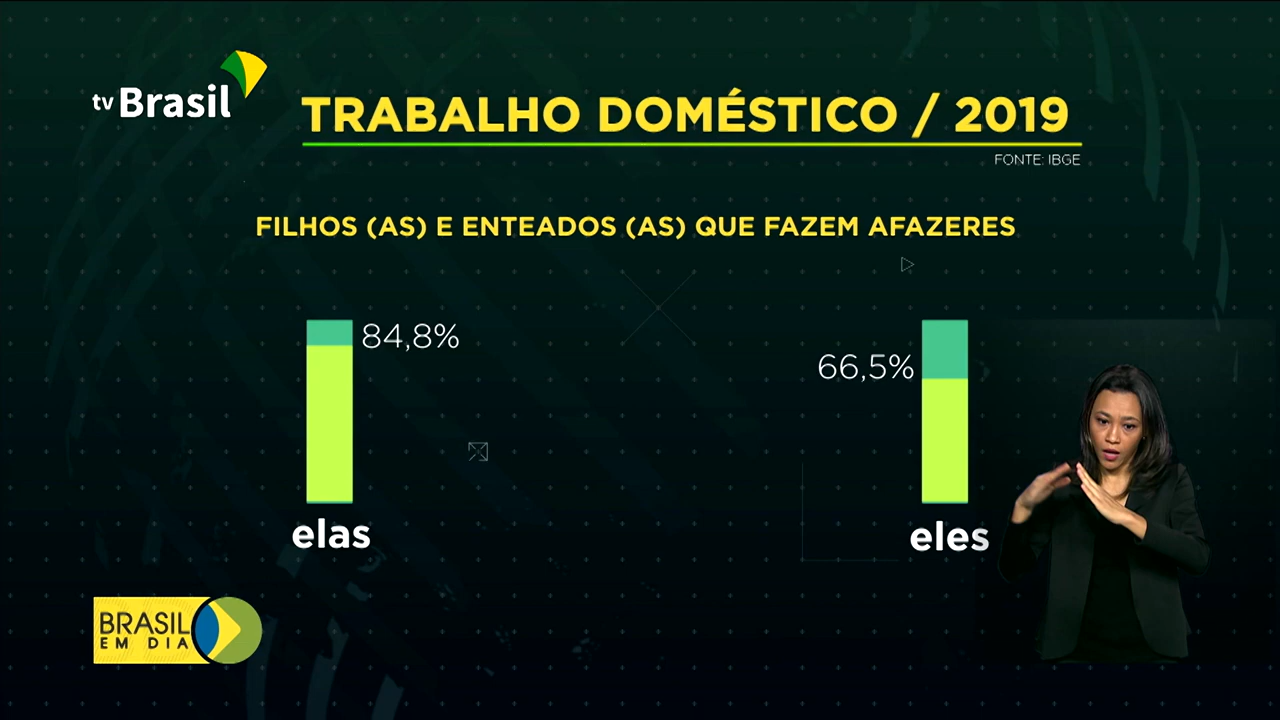 tv Brasil
TRABALHO DOMÉSTICO / 2019
FONTE: IBGE
FILHOS (AS) E ENTEADOS (AS) QUE FAZEM AFAZERES
84,8%
66,5%
elas
eles
BRASIL
EM DIA